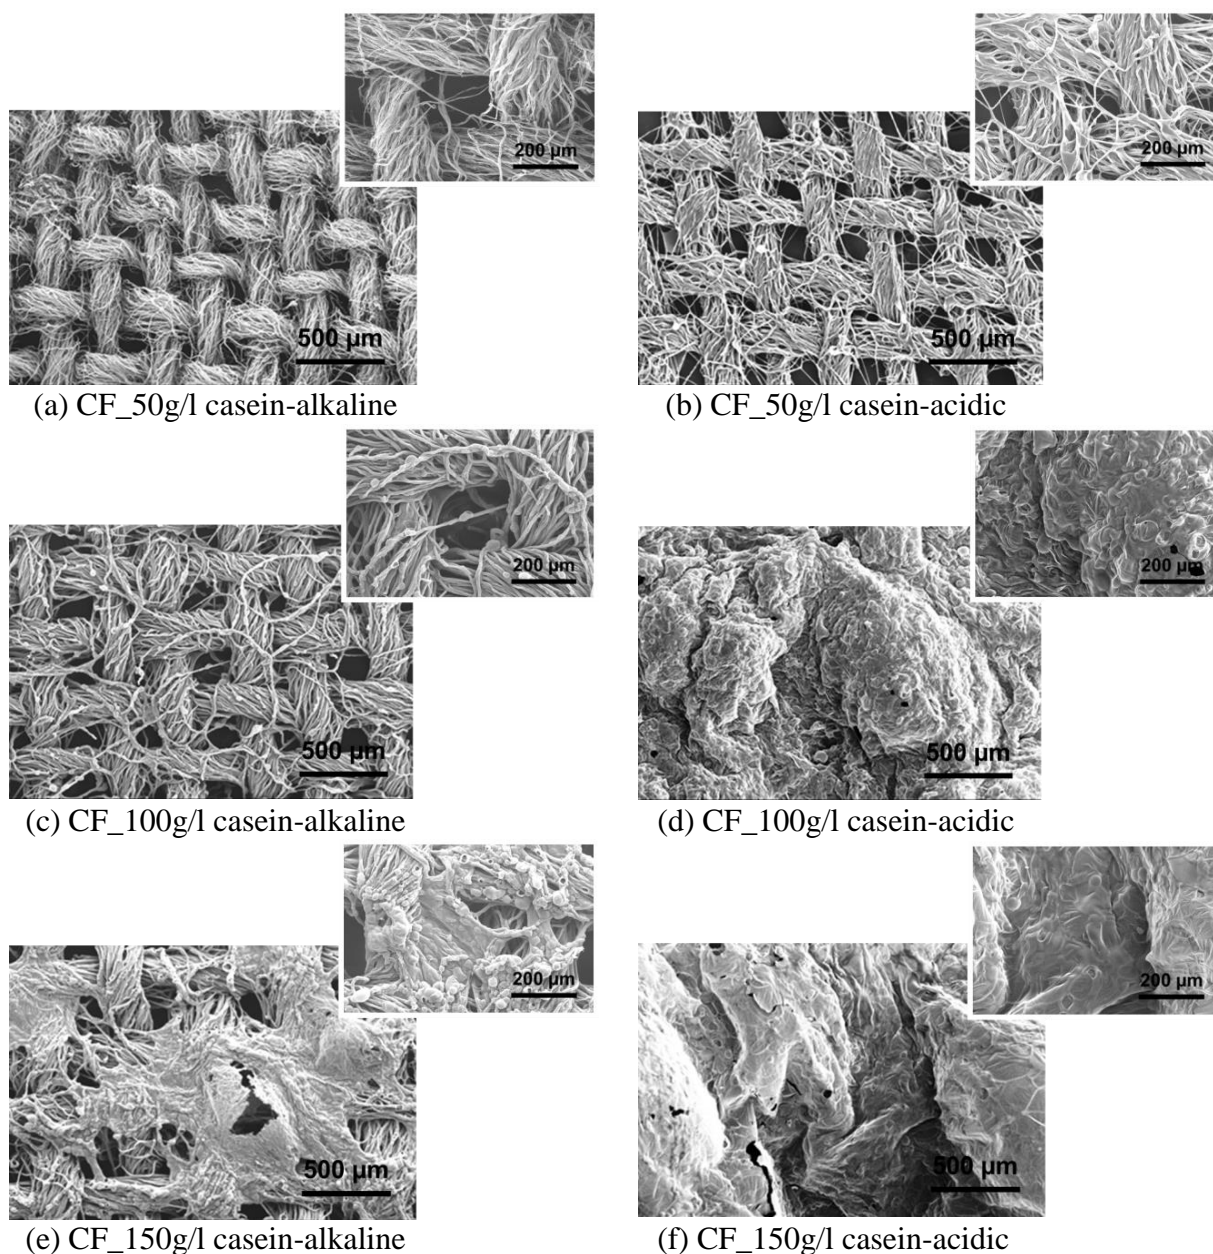 200 µm
200 µm
500 µm
500 µm
(a) CF_50g/l casein-alkaline
(b) CF_50g/l casein-acidic
200 µm
200 µm
500 µm
500 µm
(c) CF_100g/l casein-alkaline
(d) CF_100g/l casein-acidic
200 µm
200 µm
500 µm
500 µm
(e) CF_150g/l casein-alkaline
(f) CF_150g/l casein-acidic